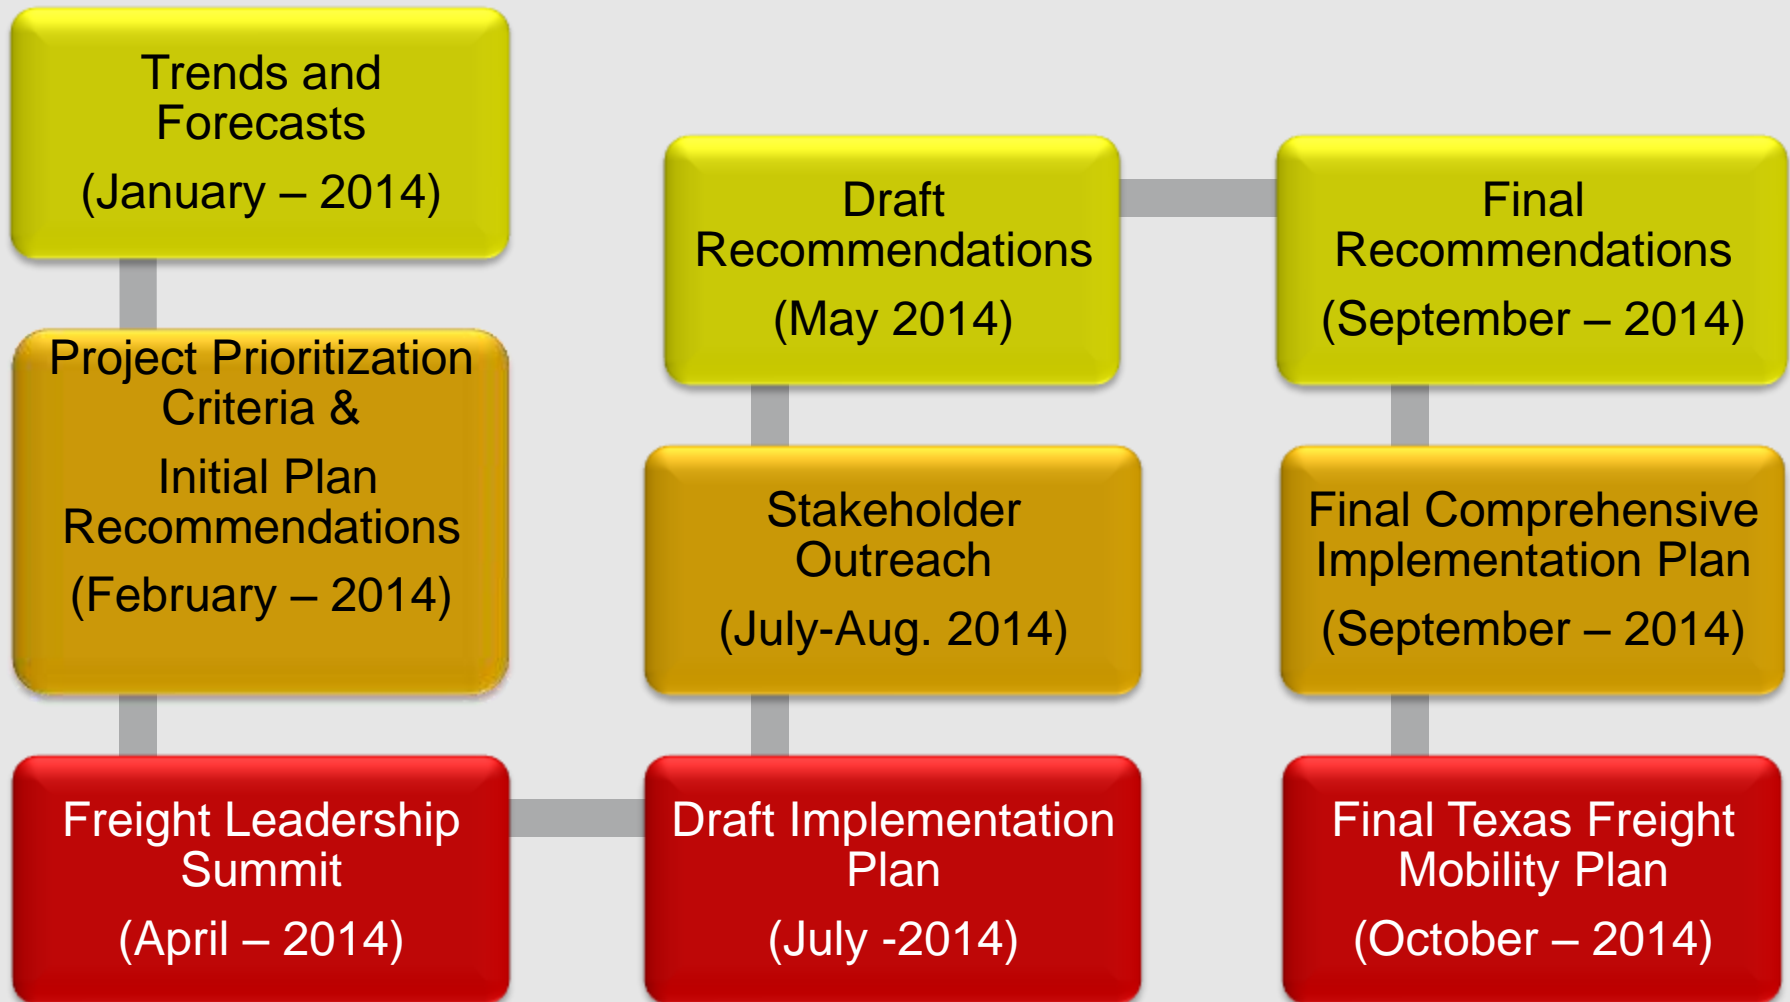 Trends and
Forecasts
(January – 2014)
Project Prioritization
Criteria &
Initial Plan
Recommendations
(February – 2014)
Freight Leadership
Summit
(April – 2014)
Draft Implementation
Plan
(July -2014)
Stakeholder
Outreach
(July-Aug. 2014)
Draft
Recommendations
(May 2014)
Final
Recommendations
(September – 2014)
Final Comprehensive
Implementation Plan
(September – 2014)
Final Texas Freight
Mobility Plan
(October – 2014)